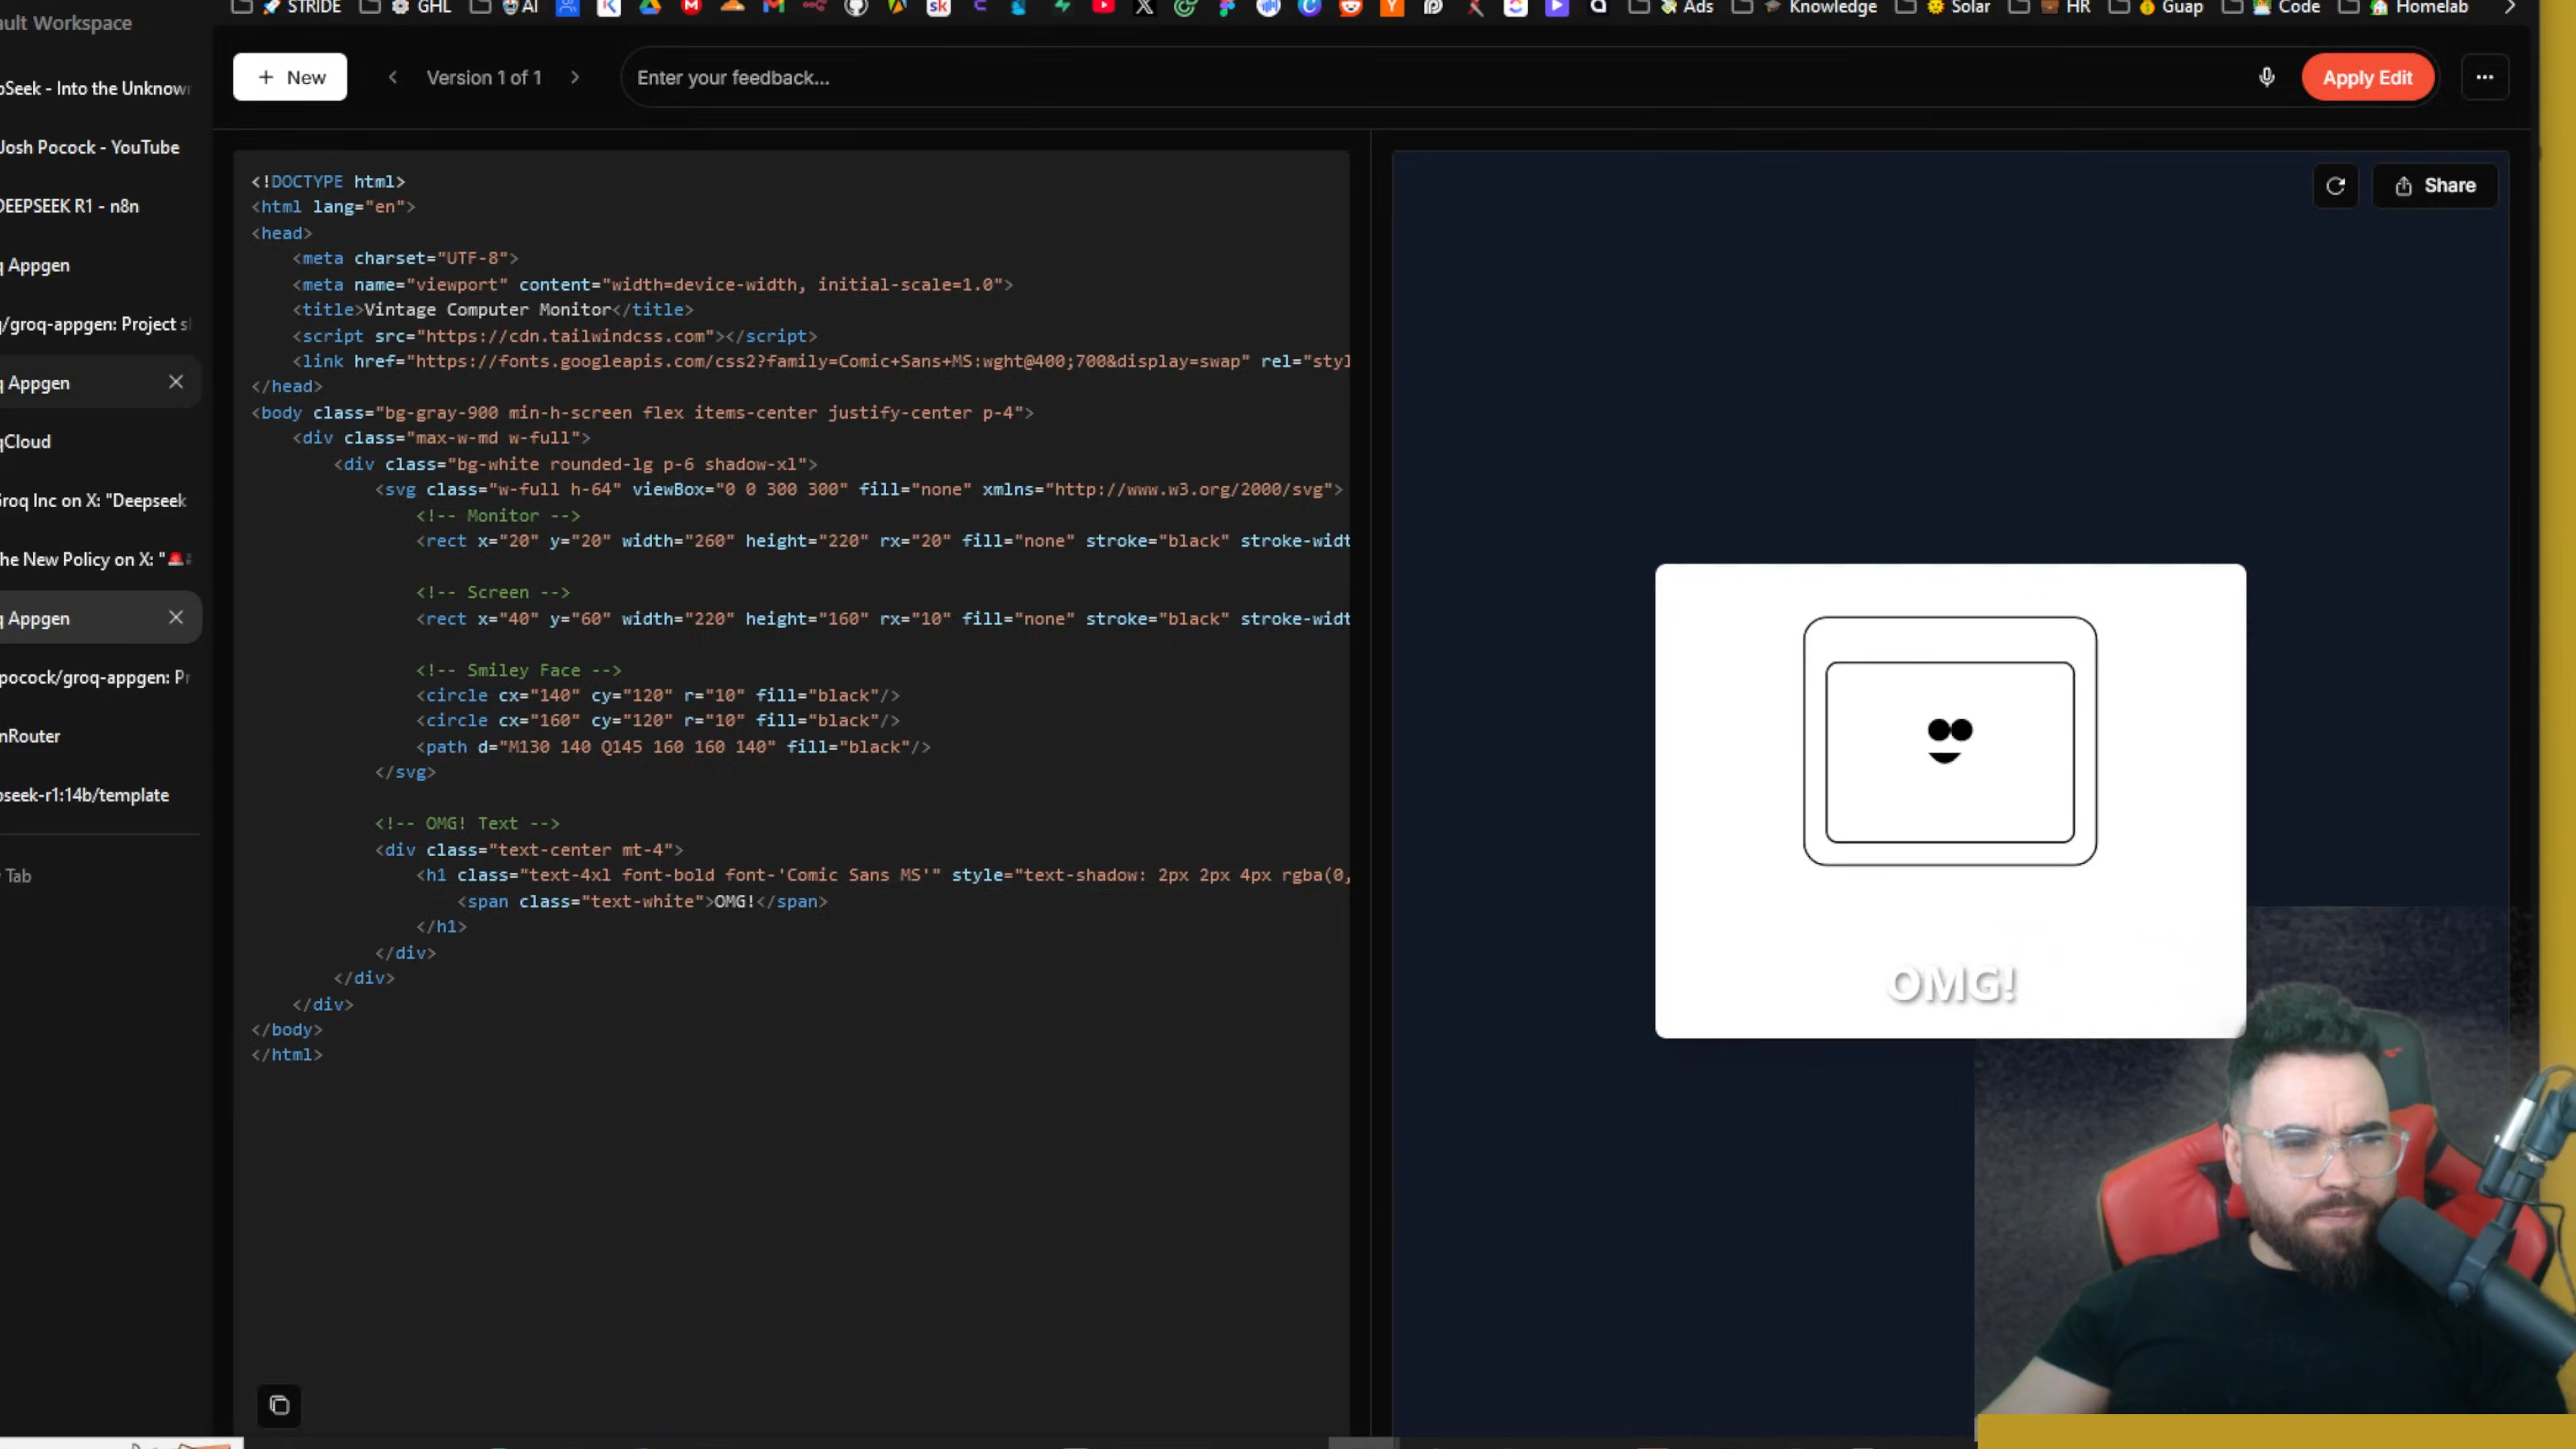 STRIDE GHL AI Ads Knowledge Solar HR Guap Code Homelab
ult Workspace
Seek - Into the Unknow
Josh Pocock - YouTube
DEEPSEEK R1 - n8n
Appgen
/groq-appgen: Project s
Appgen
Cloud
Groq Inc on X: "Deepseek
he New Policy on X: "🚨
Appgen
pocock/groq-appgen: Pr
nRouter
seek-r1:14b/template
Tab
+ New
Version 1 of 1
Enter your feedback...
Apply Edit
<!DOCTYPE html>
<html lang="en">
<head>
<meta charset="UTF-8">
<meta name="viewport" content="width=device-width, initial-scale=1.0">
<title>Vintage Computer Monitor</title>
<script src="https://cdn.tailwindcss.com"></script>
<link href="https://fonts.googleapis.com/css2?family=Comic+Sans+MS:wght@400;700&display=swap" rel="styl
</head>
<body class="bg-gray-900 min-h-screen flex items-center justify-center p-4">
<div class="max-w-md w-full">
<div class="bg-white rounded-lg p-6 shadow-xl">
<svg class="w-full h-64" viewBox="0 0 300 300" fill="none" xmlns="http://www.w3.org/2000/svg">
<!-- Monitor -->
<rect x="20" y="20" width="260" height="220" rx="20" fill="none" stroke="black" stroke-widt
<!-- Screen -->
<rect x="40" y="60" width="220" height="160" rx="10" fill="none" stroke="black" stroke-widt
<!-- Smiley Face -->
<circle cx="140" cy="120" r="10" fill="black"/>
<circle cx="160" cy="120" r="10" fill="black"/>
<path d="M130 140 Q145 160 160 140" fill="black"/>
</svg>
<!-- OMG! Text -->
<div class="text-center mt-4">
<h1 class="text-4xl font-bold font-'Comic Sans MS'" style="text-shadow: 2px 2px 4px rgba(0,
<span class="text-white">OMG!</span>
</h1>
</div>
</div>
</div>
</body>
</html>
Share
OMG!